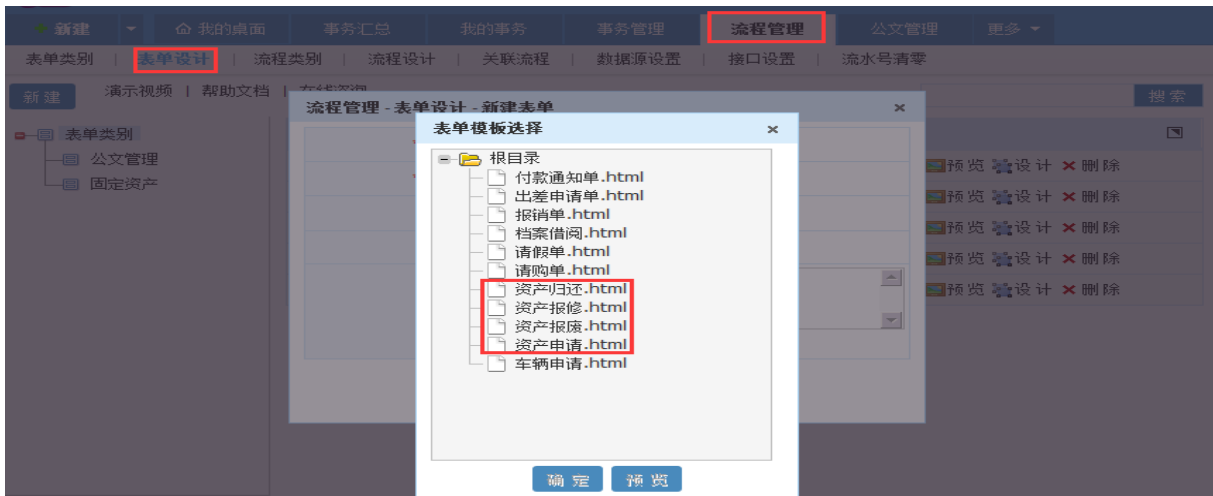 新建 我的桌面 事务汇总 我的事务 事务管理 流程管理 公文管理 更多
表单类别 | 表单设计 | 流程类别 | 流程设计 | 关联流程 | 数据源设置 | 接口设置 | 流水号清零
新建 演示视频 | 帮助文档 | 在线咨询 搜索
流程管理 - 表单设计 - 新建表单 ×
表单模板选择 ×
表单类别
公文管理
固定资产
根目录
付款通知单.html
出差申请单.html
报销单.html
档案借阅.html
请假单.html
请购单.html
资产归还.html
资产报修.html
资产报废.html
资产申请.html
车辆申请.html
预览 设计 删除
预览 设计 删除
预览 设计 删除
预览 设计 删除
预览 设计 删除
确定 预览